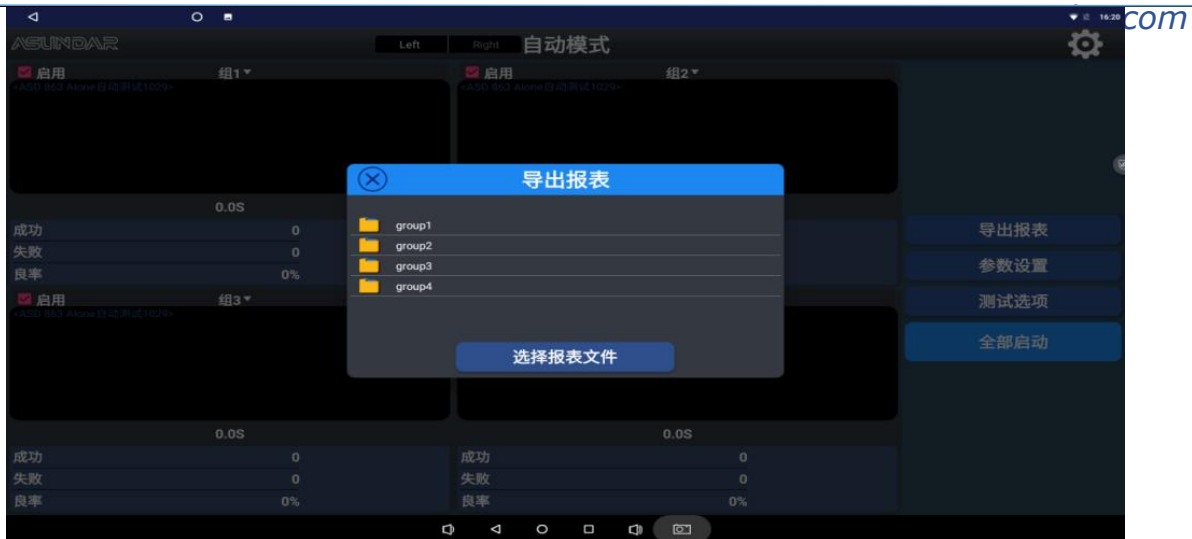 16:20
com
ASUNDAR
Left Right 自动模式
启用 组1 启用 组2
<ASD 863 Alone自动测试1029> <ASD 863 Alone自动测试1029>
导出报表
group1
group2
group3
group4
选择报表文件
0.0S
成功 0
失败 0
良率 0%
导出报表
参数设置
测试选项
全部启动
启用 组3
<ASD 863 Alone自动测试1029>
0.0S 0.0S
成功 0 成功 0
失败 0 失败 0
良率 0% 良率 0%